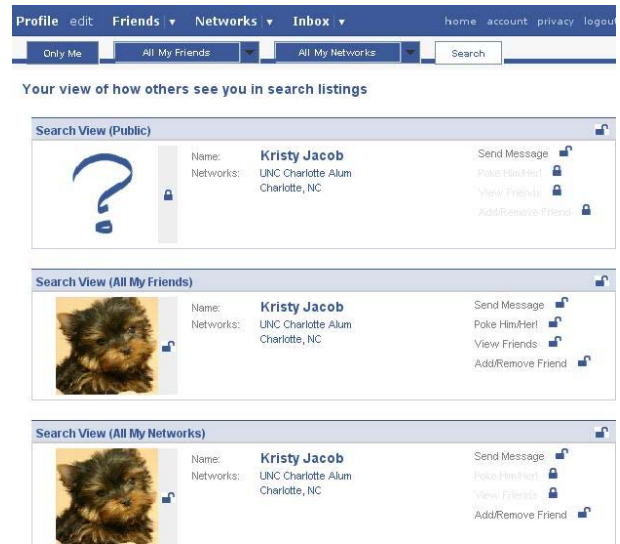 Profile edit Friends Networks Inbox home account privacy logout
Only Me All My Friends All My Networks Search
Your view of how others see you in search listings
Search View (Public)
Name: Kristy Jacob
Networks: UNC Charlotte Alum
Charlotte, NC
Send Message
Poke Him/Her!
View Friends
Add/Remove Friend
Search View (All My Friends)
Name: Kristy Jacob
Networks: UNC Charlotte Alum
Charlotte, NC
Send Message
Poke Him/Her!
View Friends
Add/Remove Friend
Search View (All My Networks)
Name: Kristy Jacob
Networks: UNC Charlotte Alum
Charlotte, NC
Send Message
Poke Him/Her!
View Friends
Add/Remove Friend